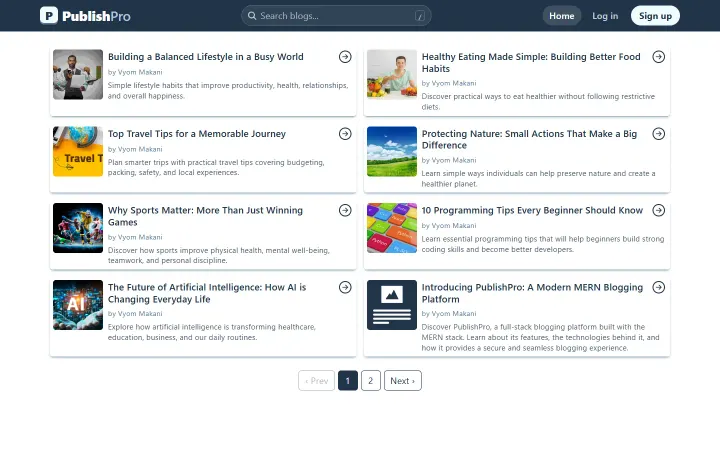 P PublishPro
Search blogs...
/
Home
Log in
Sign up
Building a Balanced Lifestyle in a Busy World
by Vyom Makani
Simple lifestyle habits that improve productivity, health, relationships,
and overall happiness.
Healthy Eating Made Simple: Building Better Food
Habits
by Vyom Makani
Discover practical ways to eat healthier without following restrictive
diets.
Travel T
Top Travel Tips for a Memorable Journey
by Vyom Makani
Plan smarter trips with practical travel tips covering budgeting,
packing, safety, and local experiences.
Protecting Nature: Small Actions That Make a Big
Difference
by Vyom Makani
Learn simple ways individuals can help preserve nature and create a
healthier planet.
Why Sports Matter: More Than Just Winning
Games
by Vyom Makani
Discover how sports improve physical health, mental well-being,
teamwork, and personal discipline.
Python
10 Programming Tips Every Beginner Should Know
by Vyom Makani
Learn essential programming tips that will help beginners build strong
coding skills and become better developers.
AI
The Future of Artificial Intelligence: How AI is
Changing Everyday Life
by Vyom Makani
Explore how artificial intelligence is transforming healthcare,
education, business, and our daily routines.
Introducing PublishPro: A Modern MERN Blogging
Platform
by Vyom Makani
Discover PublishPro, a full-stack blogging platform built with the
MERN stack. Learn about its features, the technologies behind it, and
how it provides a secure and seamless blogging experience.
‹ Prev
1
2
Next ›